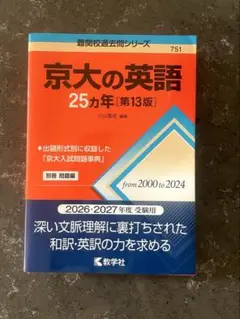 難関校過去問シリーズ
751
京大の英語
25カ年[第13版]
編著
◆出題形式別に収録した
「京大入試問題事典」
別冊 問題編
from 2000 to 2024
2026・2027年度 受験用
深い文脈理解に裏打ちされた
和訳・英訳の力を求める
教学社